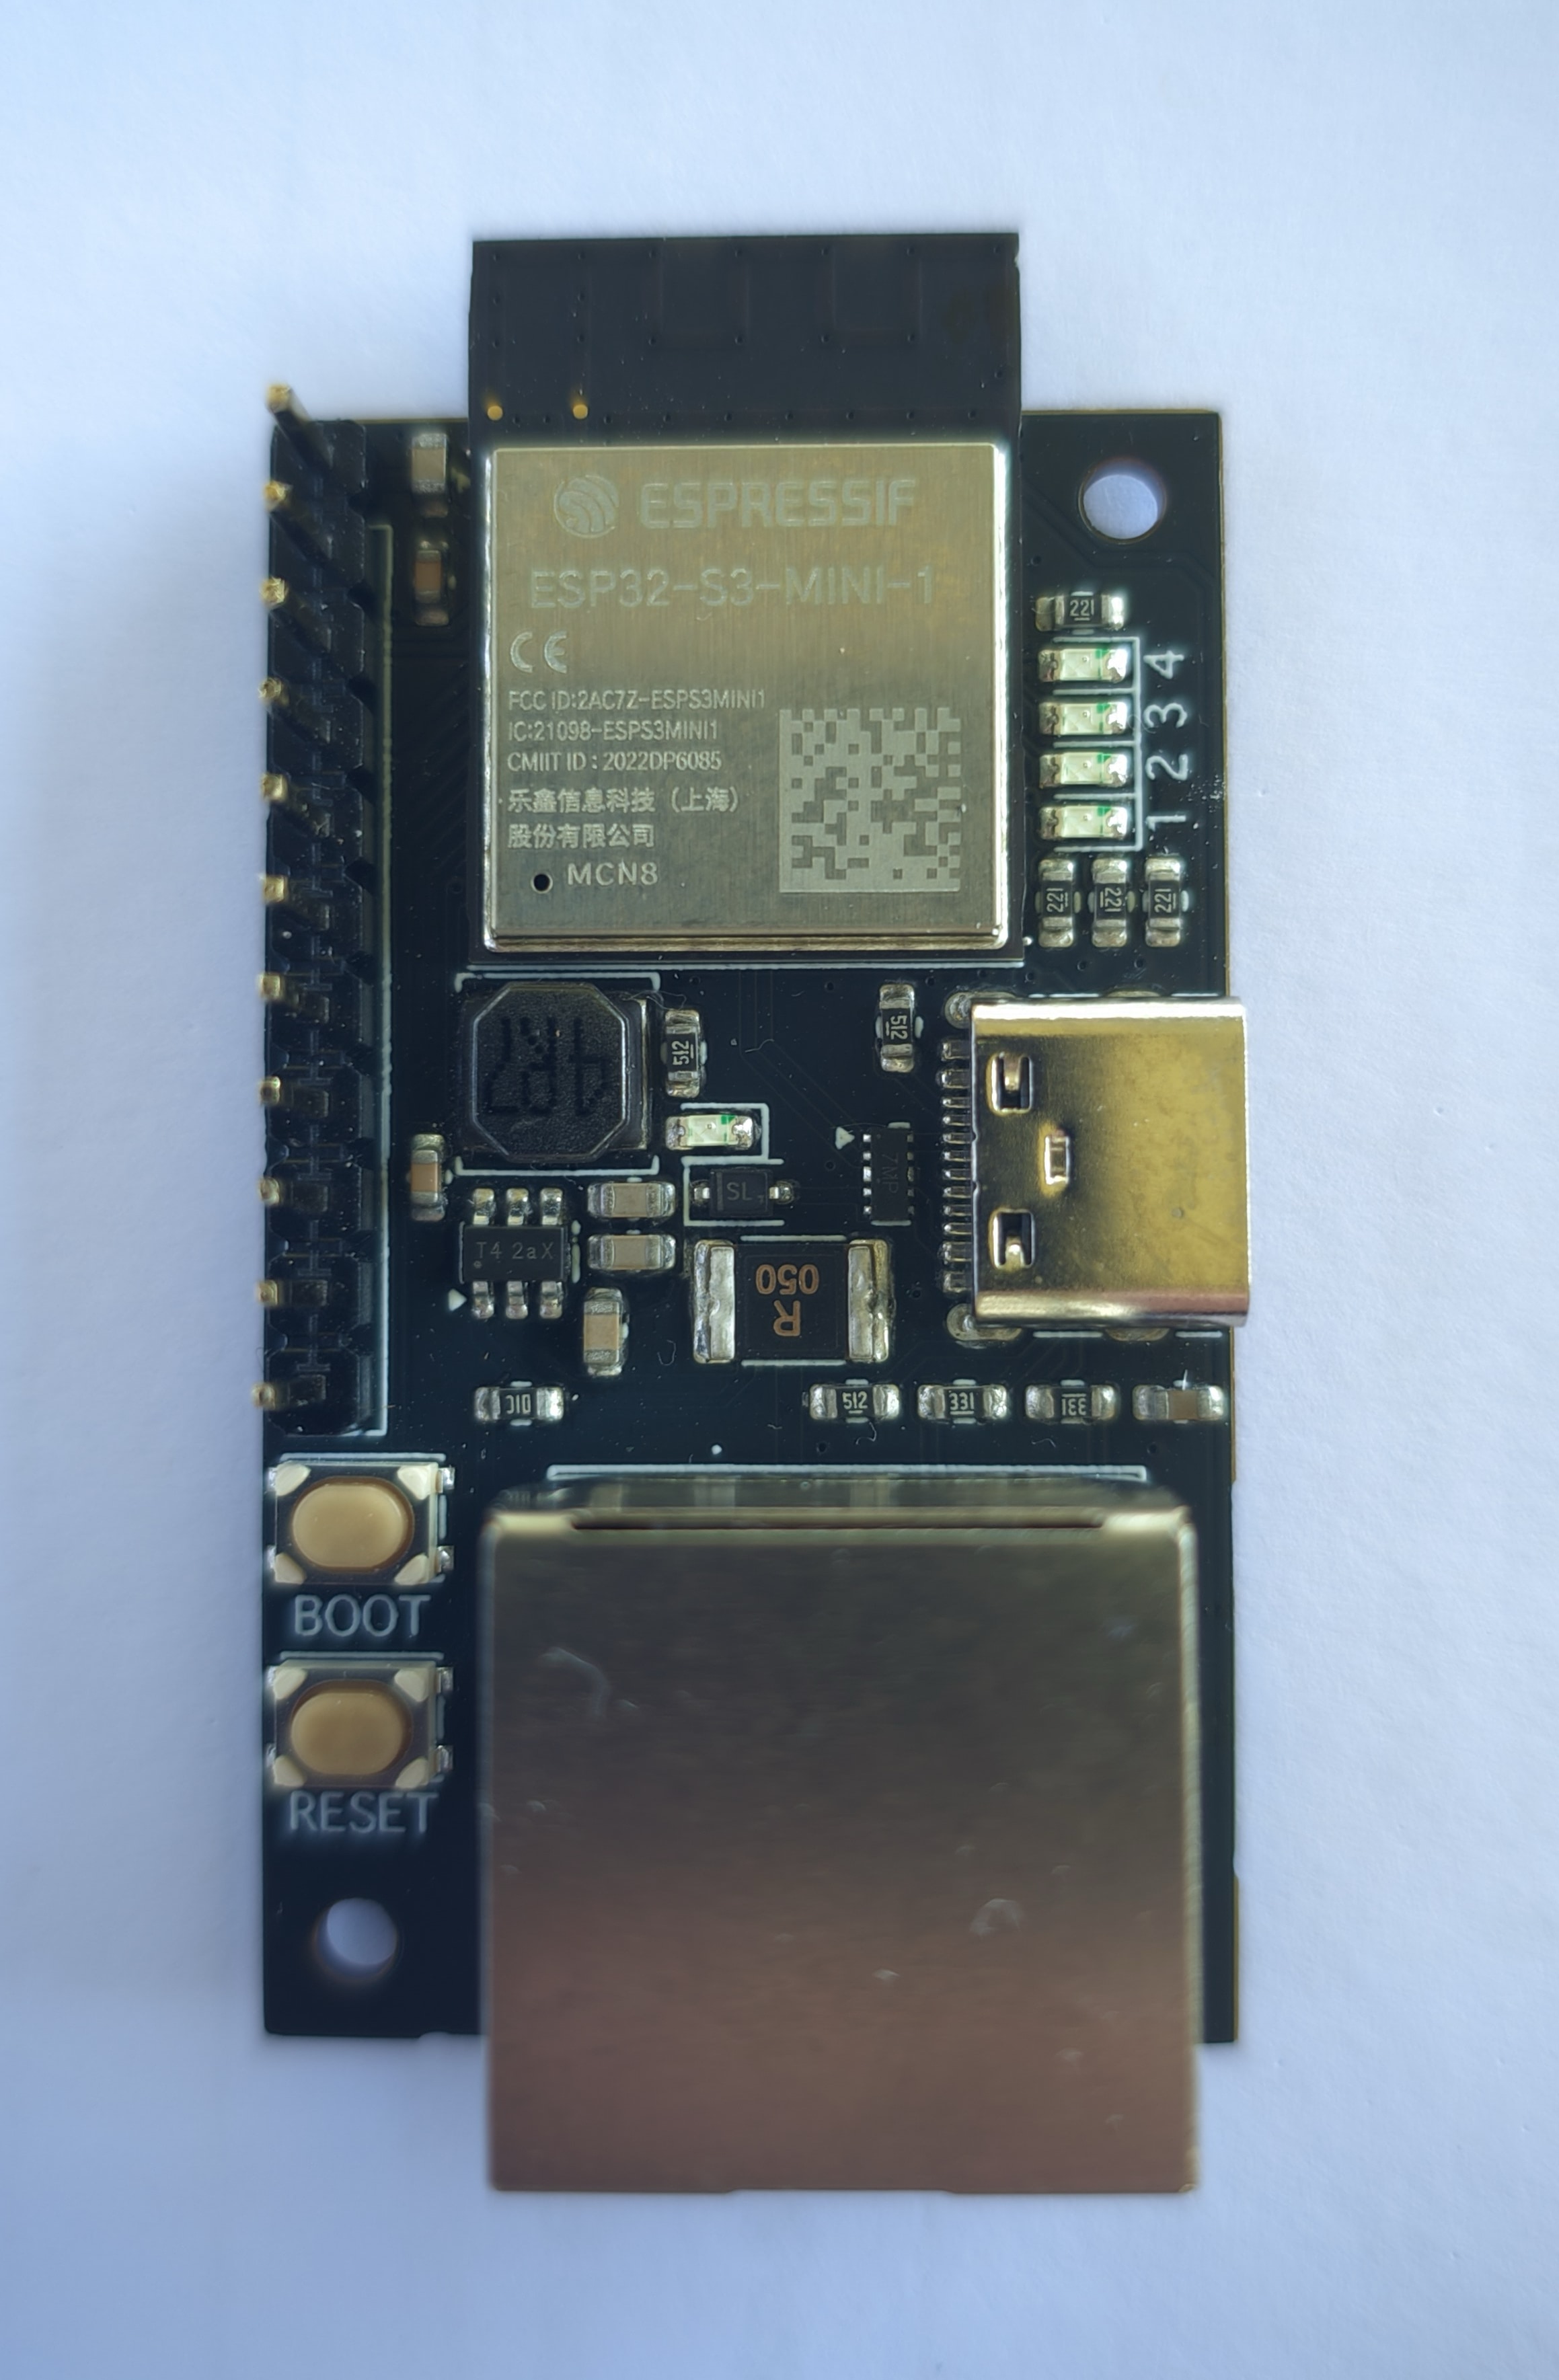 ESPRESSIF
ESP32-S3-MINI-1
CE
FCC ID:2AC7Z-ESPS3MINI1
IC:21098-ESPS3MINI1
CMIIT ID : 2022DP6085
乐鑫信息科技（上海）
股份有限公司
MCN8
221
4
3
2
1
221
221
221
4R7
512
512
SL
7MP
T4 2aX
R
050
010
512
331
331
BOOT
RESET